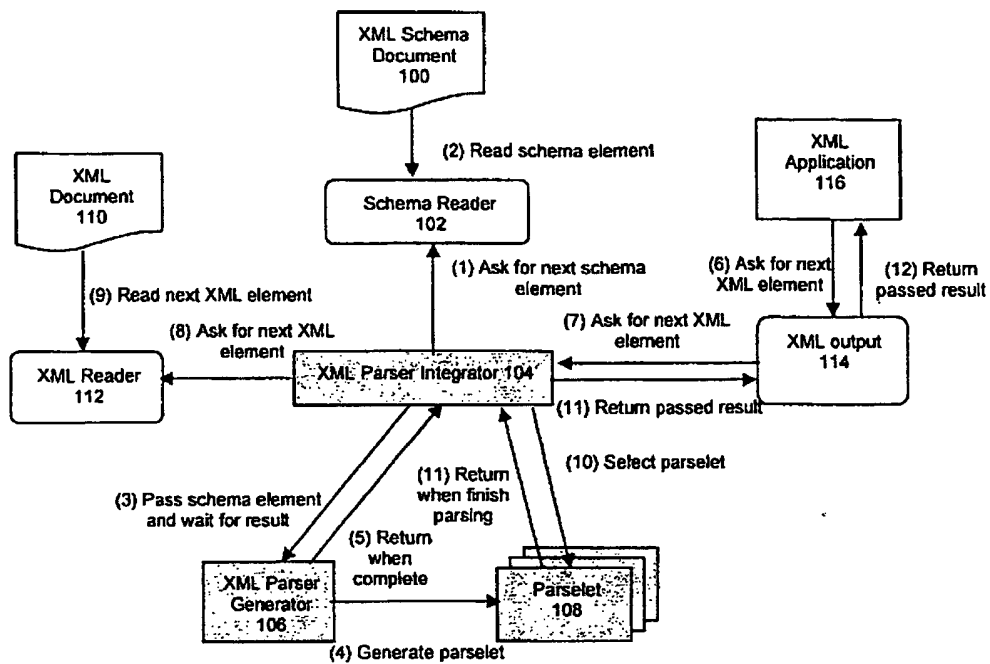 XML Schema
Document
100
(2) Read schema element
XML
Document
110
Schema Reader
102
XML
Application
116
(1) Ask for next schema
element
(6) Ask for next
XML element
(12) Return
passed result
(9) Read next XML element
(8) Ask for next XML
element
(7) Ask for next XML
element
XML Reader
112
XML Parser Integrator 104
XML output
114
(11) Return passed result
(10) Select parselet
(11) Return
when finish
parsing
(3) Pass schema element
and wait for result
(5) Return
when
complete
XML Parser
Generator
106
Parselet
108
(4) Generate parselet